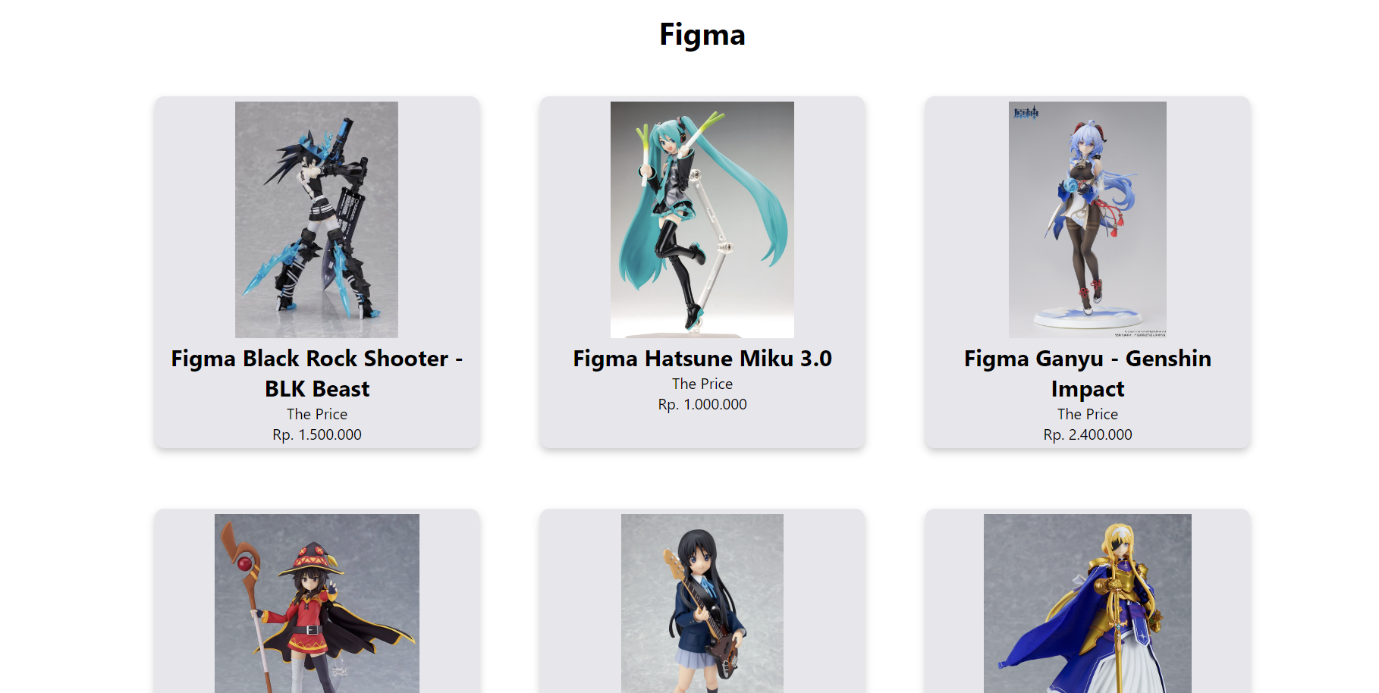 Figma
Figma Black Rock Shooter -
BLK Beast
The Price
Rp. 1.500.000
Figma Hatsune Miku 3.0
The Price
Rp. 1.000.000
Figma Ganyu - Genshin
Impact
The Price
Rp. 2.400.000